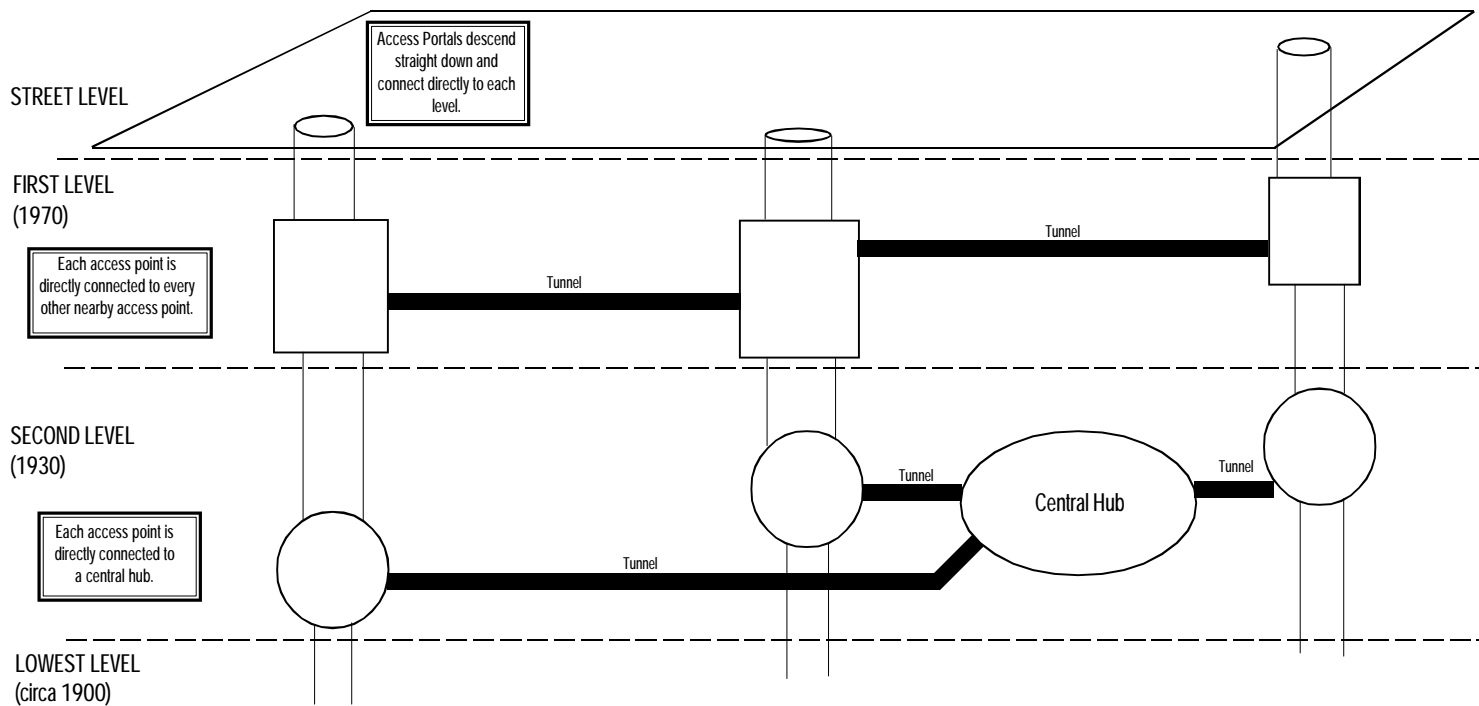 Access Portals descend
straight down and
connect directly to each
level.
STREET LEVEL
FIRST LEVEL
(1970)
Tunnel
Each access point is
directly connected to every
other nearby access point.
Tunnel
SECOND LEVEL
(1930)
Tunnel
Tunnel
Central Hub
Each access point is
directly connected to
a central hub.
Tunnel
LOWEST LEVEL
(circa 1900)